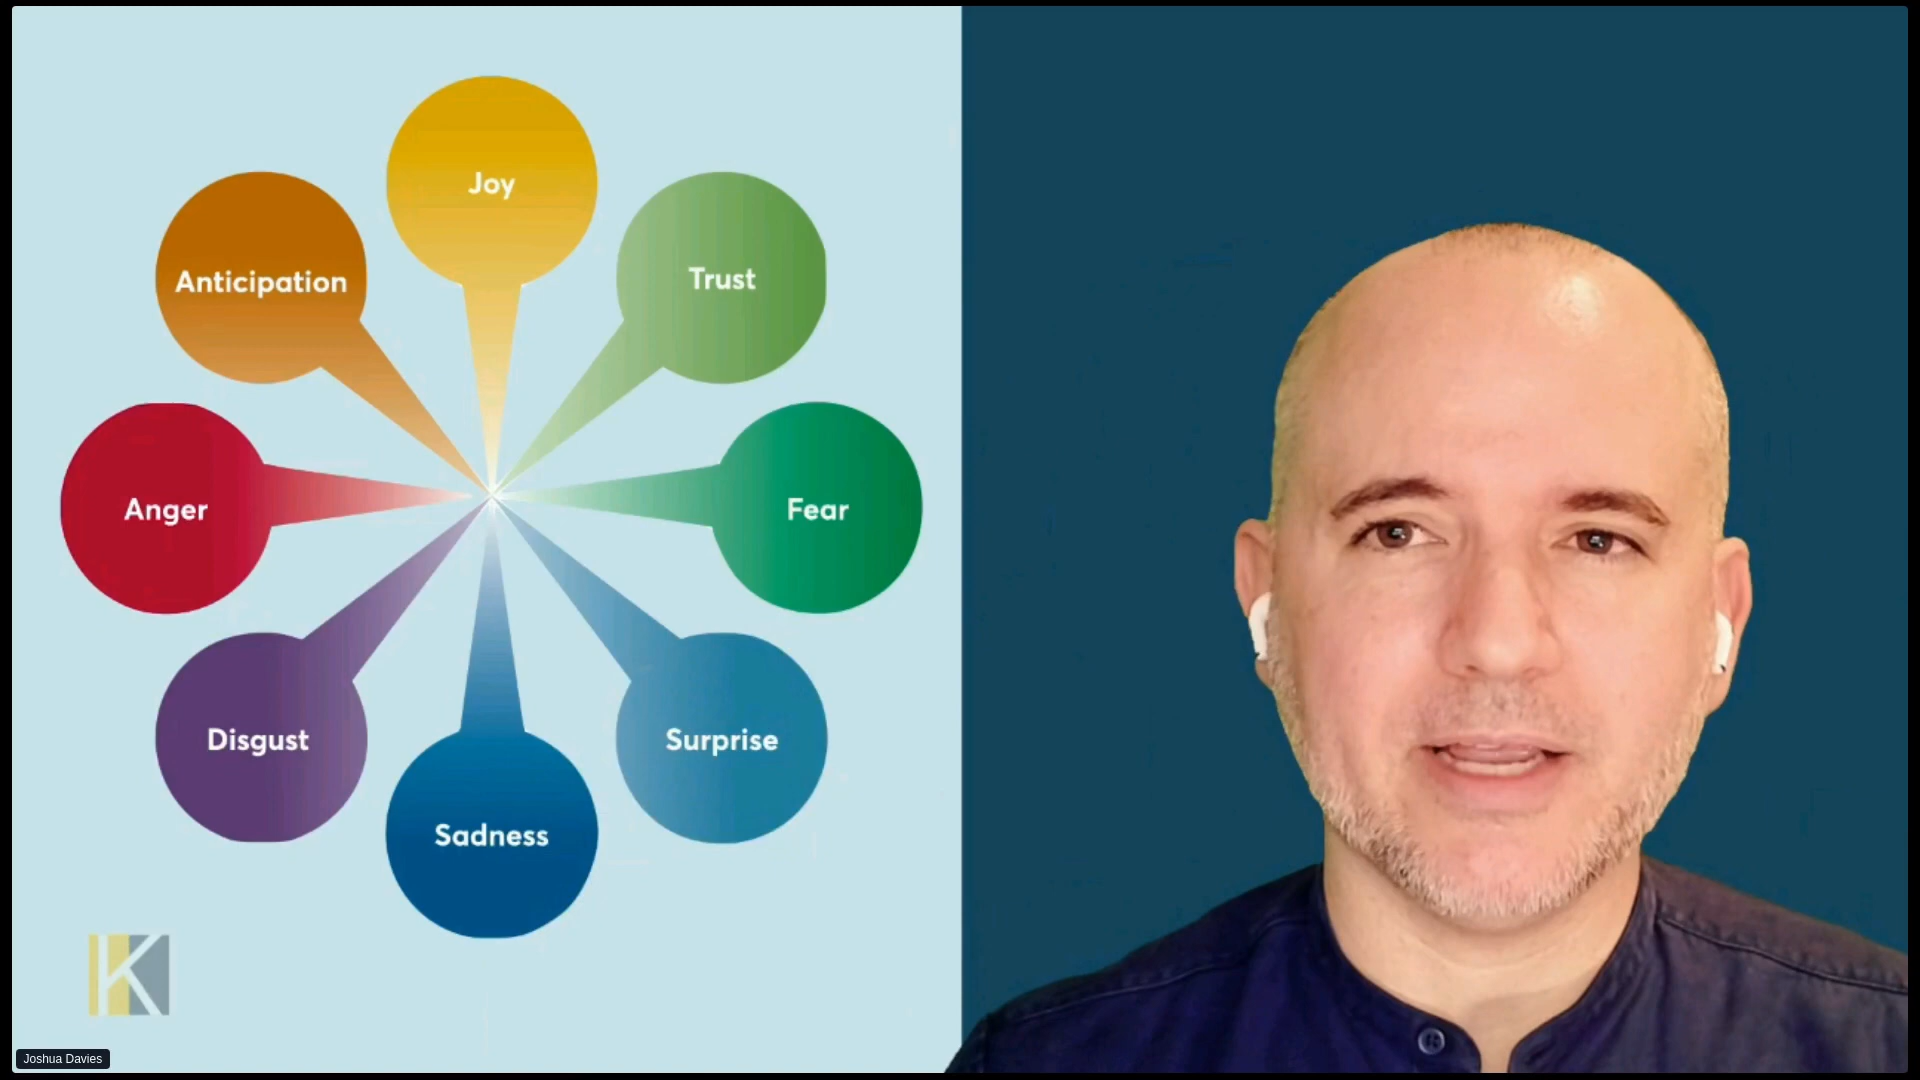 Joy
Anticipation
Trust
Anger
Fear
Disgust
Surprise
Sadness
K
Joshua Davies